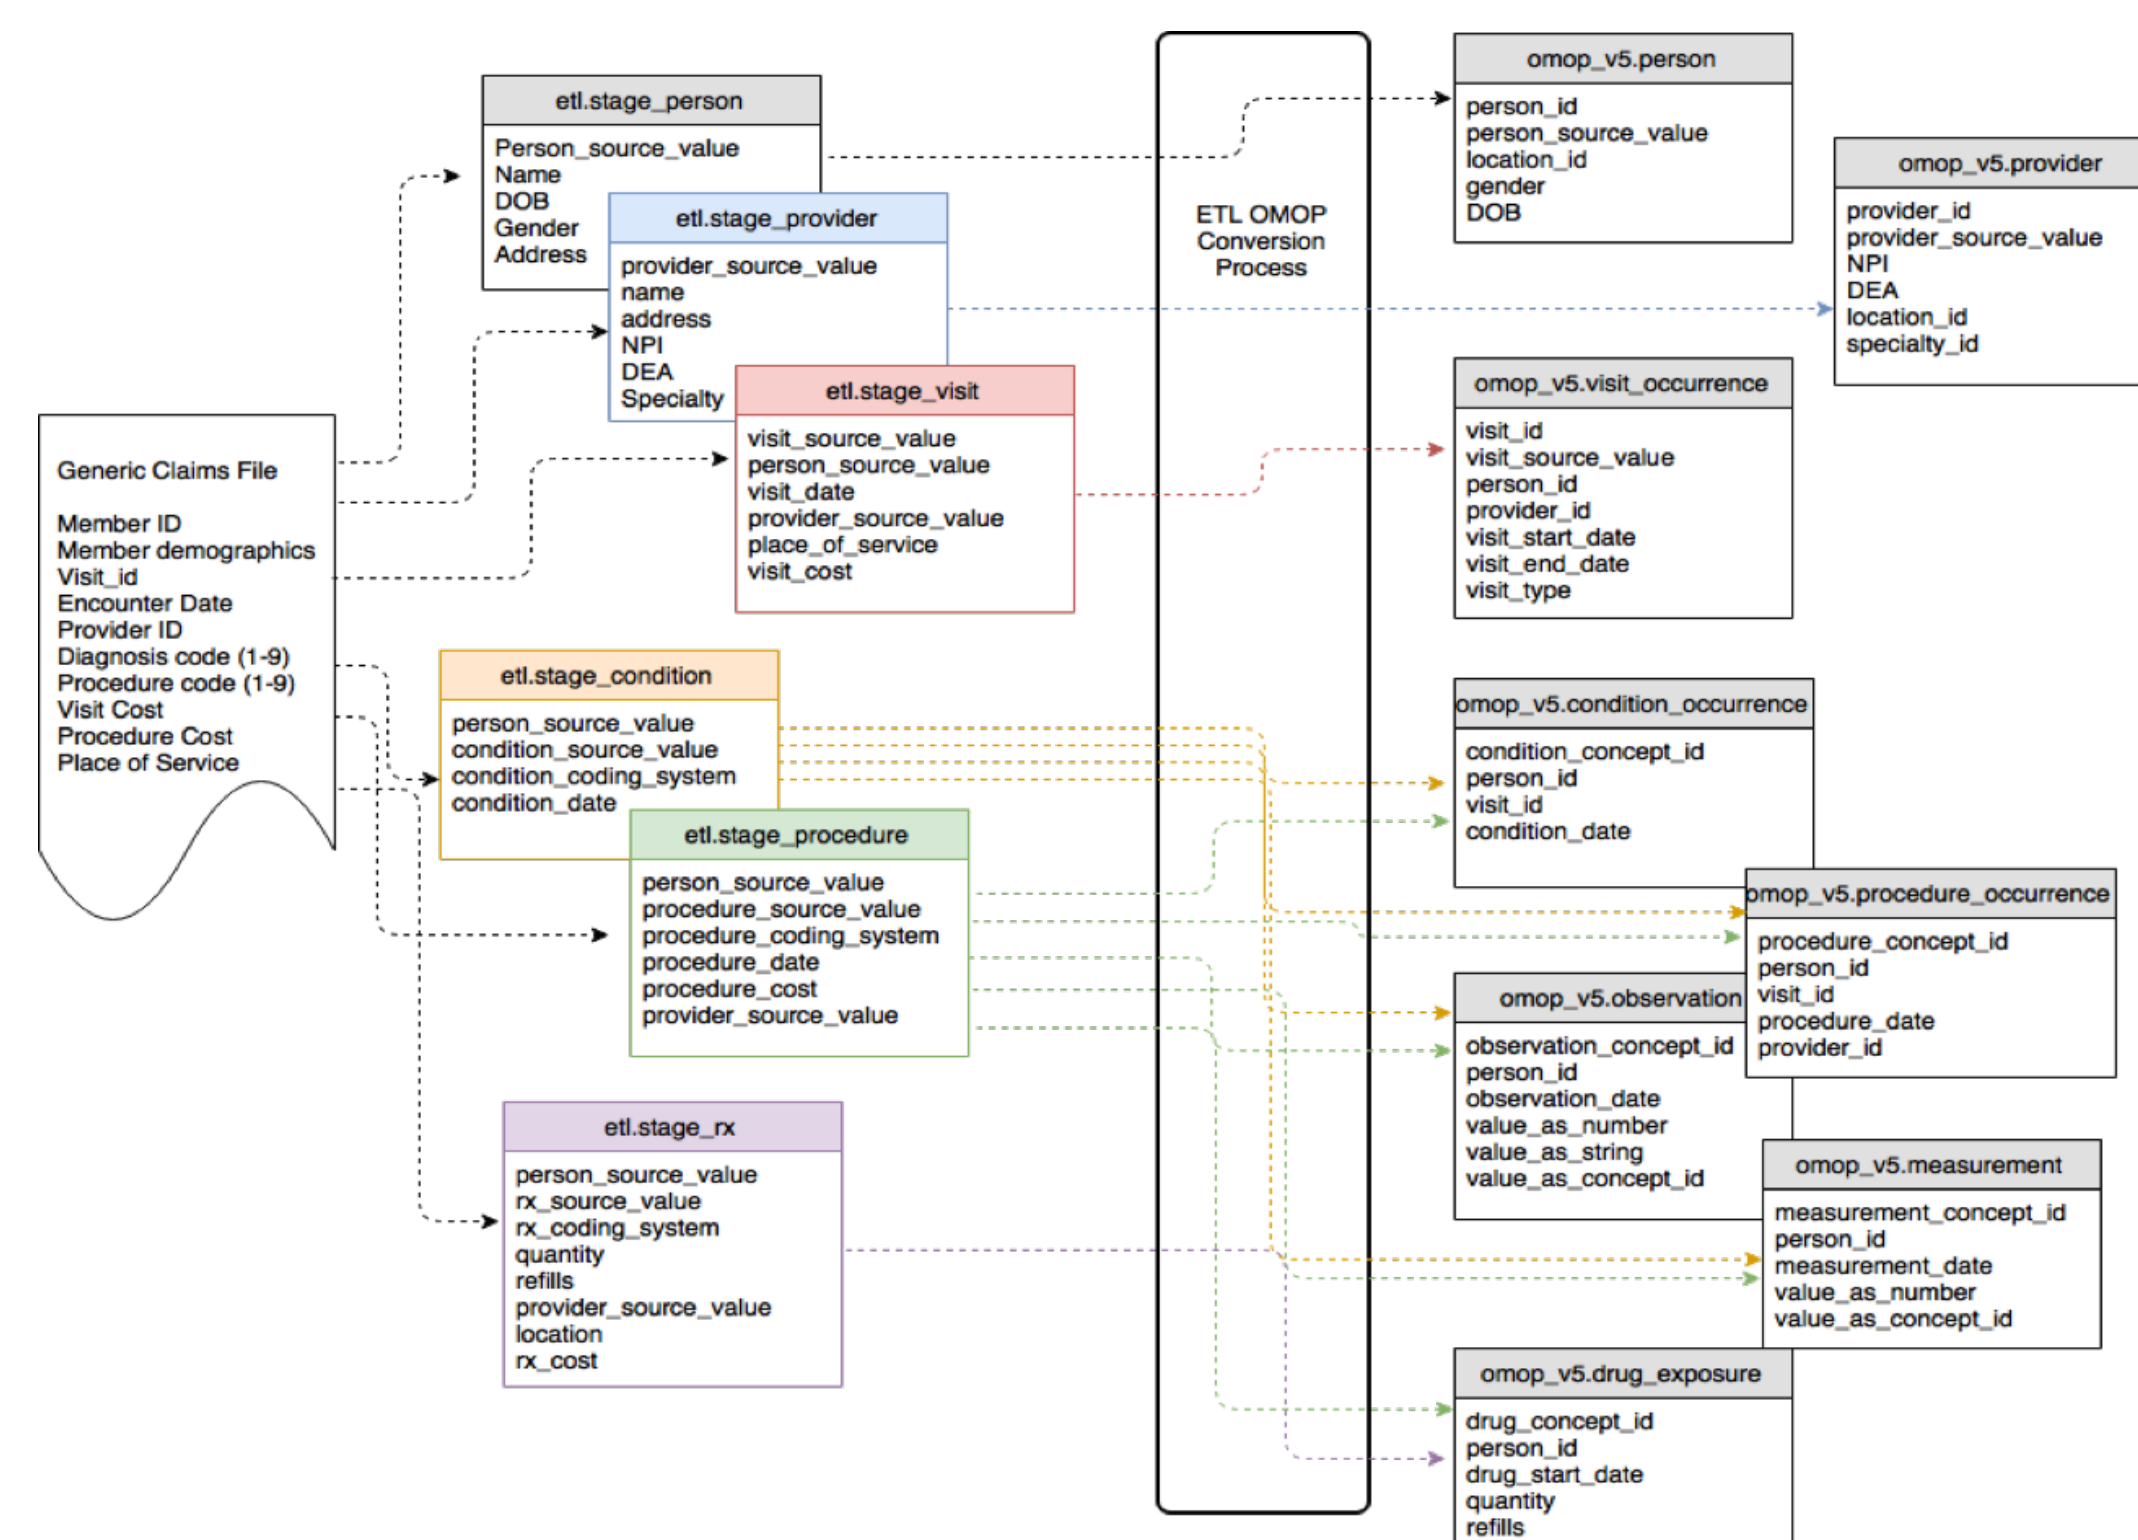 Generic Claims File
Member ID
Member demographics
Visit_id
Encounter Date
Provider ID
Diagnosis code (1-9)
Procedure code (1-9)
Visit Cost
Procedure Cost
Place of Service
etl.stage_person
Person_source_value
Name
DOB
Gender
Address
etl.stage_provider
provider_source_value
name
address
NPI
DEA
Specialty
etl.stage_visit
visit_source_value
person_source_value
visit_date
provider_source_value
place_of_service
visit_cost
etl.stage_condition
person_source_value
condition_source_value
condition_coding_system
condition_date
etl.stage_procedure
person_source_value
procedure_source_value
procedure_coding_system
procedure_date
procedure_cost
provider_source_value
etl.stage_rx
person_source_value
rx_source_value
rx_coding_system
quantity
refills
provider_source_value
location
rx_cost
ETL OMOP
Conversion
Process
omop_v5.person
person_id
person_source_value
location_id
gender
DOB
omop_v5.provider
provider_id
provider_source_value
NPI
DEA
location_id
specialty_id
omop_v5.visit_occurrence
visit_id
visit_source_value
person_id
provider_id
visit_start_date
visit_end_date
visit_type
omop_v5.condition_occurrence
condition_concept_id
person_id
visit_id
condition_date
omop_v5.procedure_occurrence
procedure_concept_id
person_id
visit_id
procedure_date
provider_id
omop_v5.observation
observation_concept_id
person_id
observation_date
value_as_number
value_as_string
value_as_concept_id
omop_v5.measurement
measurement_concept_id
person_id
measurement_date
value_as_number
value_as_concept_id
omop_v5.drug_exposure
drug_concept_id
person_id
drug_start_date
quantity
refills